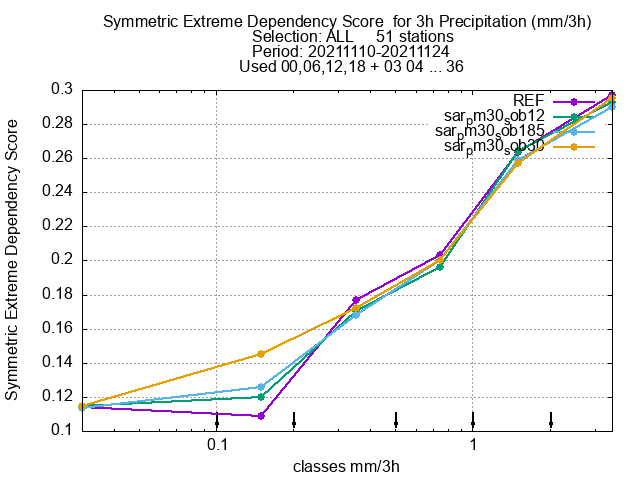 Symmetric Extreme Dependency Score for 3h Precipitation (mm/3h)
Selection: ALL 51 stations
Period: 20211110-20211124
Used 00,06,12,18 + 03 04 ... 36
REF
sarpm30sob12
sarpm30sob185
sarpm30sob30
Symmetric Extreme Dependency Score
0.3
0.28
0.26
0.24
0.22
0.2
0.18
0.16
0.14
0.12
0.1
0.1
1
classes mm/3h